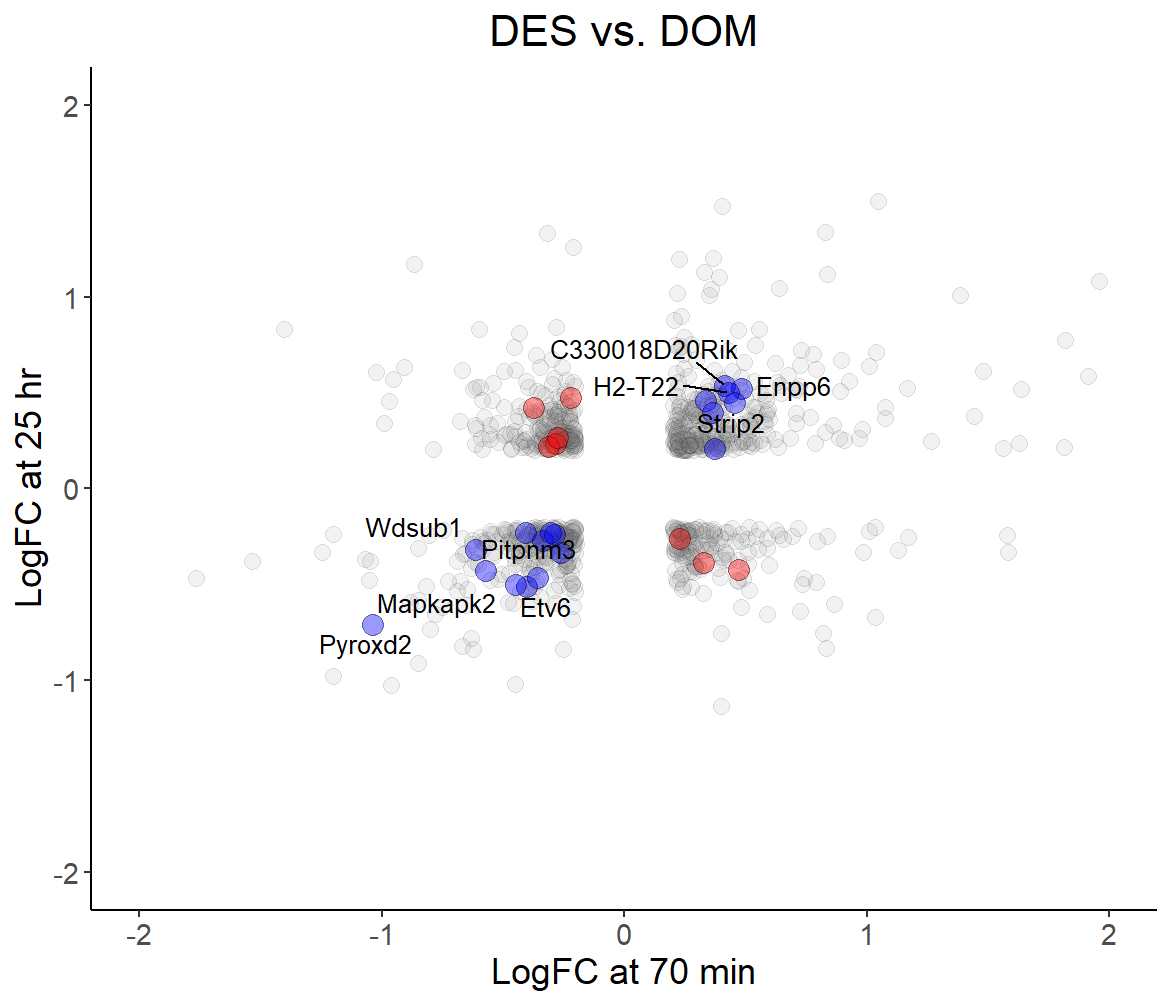 DES vs. DOM
LogFC at 25 hr
2
1
0
-1
-2
C330018D20Rik
H2-T22
Enpp6
Strip2
Wdsub1
Pitpnm3
Mapkapk2
Etv6
Pyroxd2
-2
-1
0
1
2
LogFC at 70 min